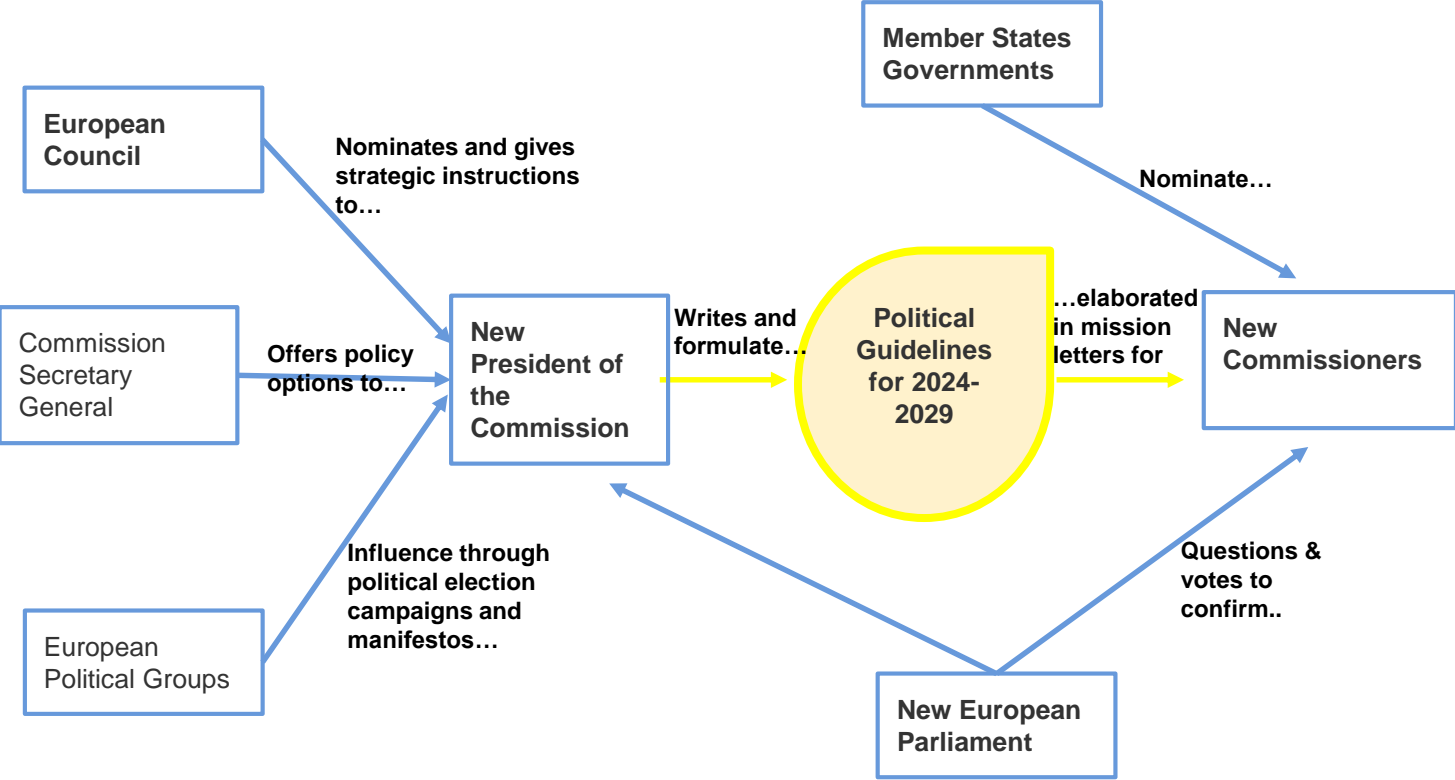 Member States
Governments
European
Council
Nominates and gives
strategic instructions
to…
Nominate…
Commission
Secretary
General
Offers policy
options to…
New
President of
the
Commission
Writes and
formulate…
Political
Guidelines
for 2024-
2029
…elaborated
in mission
letters for
New
Commissioners
Influence through
political election
campaigns and
manifestos…
Questions &
votes to
confirm..
European
Political Groups
New European
Parliament